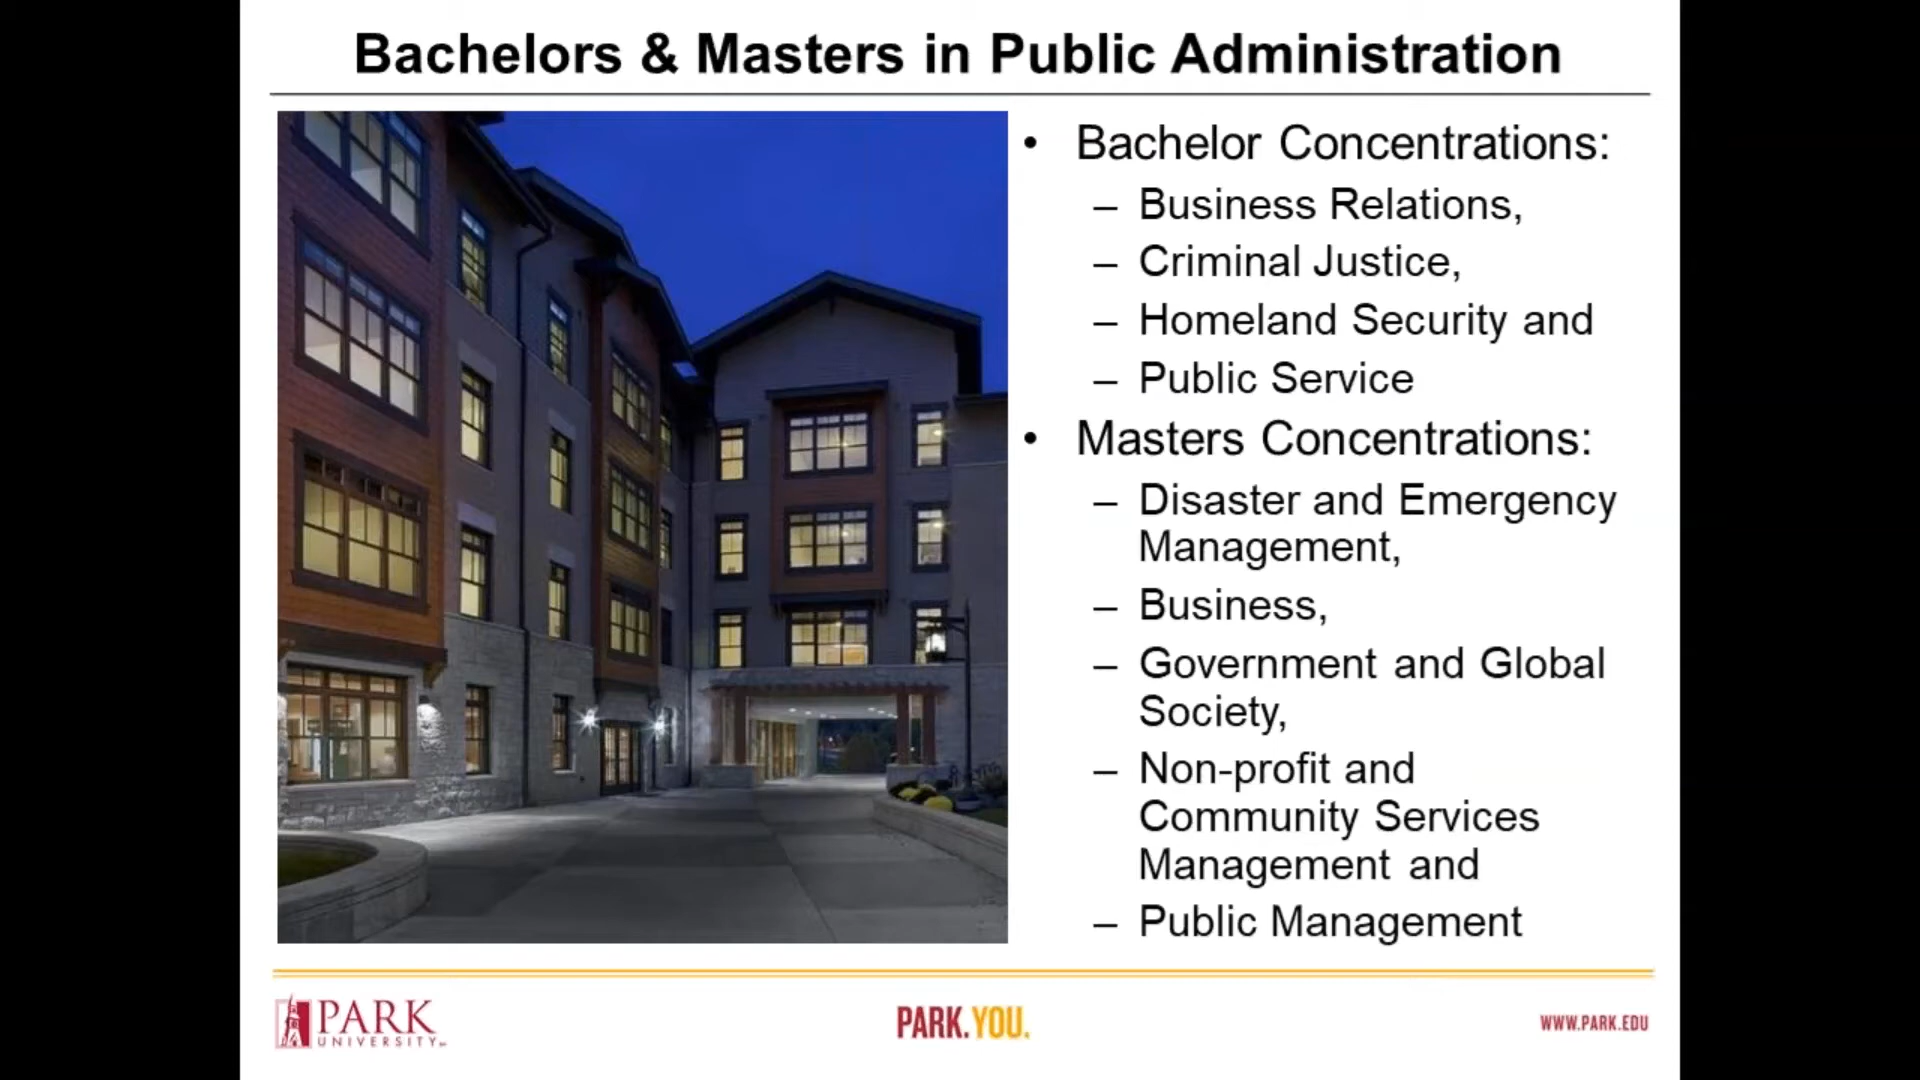 Bachelors & Masters in Public Administration
• Bachelor Concentrations:
– Business Relations,
– Criminal Justice,
– Homeland Security and
– Public Service
• Masters Concentrations:
– Disaster and Emergency
Management,
– Business,
– Government and Global
Society,
– Non-profit and
Community Services
Management and
– Public Management
PARK
UNIVERSITY
PARK.YOU.
WWW.PARK.EDU